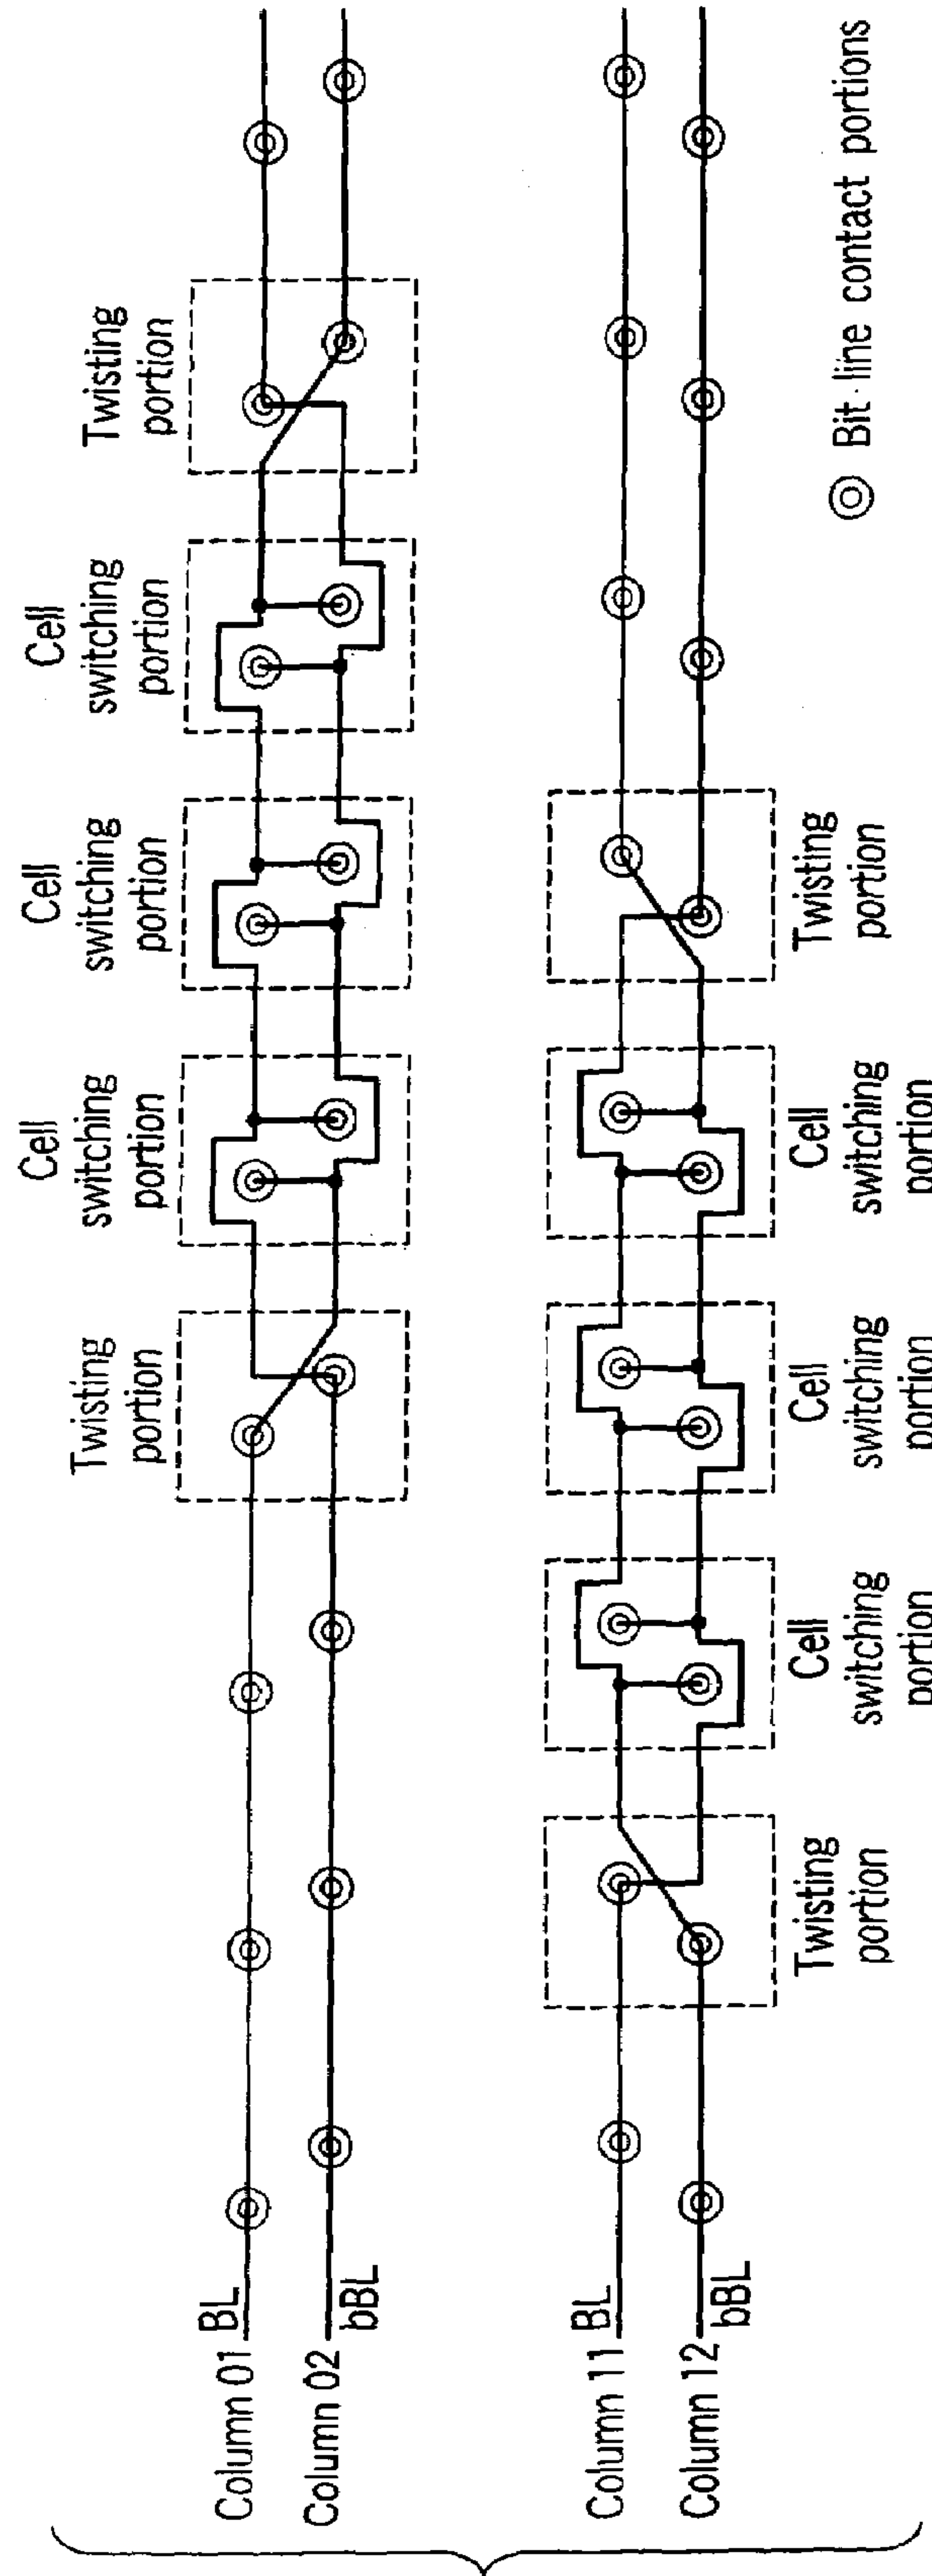 Twisting
portion
Cell
switching
portion
Cell
switching
portion
Cell
switching
portion
Twisting
portion
Column 01 BL
Column 02 bBL
Column 11 BL
Column 12 bBL
Twisting
portion
Cell
switching
portion
Cell
switching
portion
Cell
switching
portion
Twisting
portion
Bit line contact portions